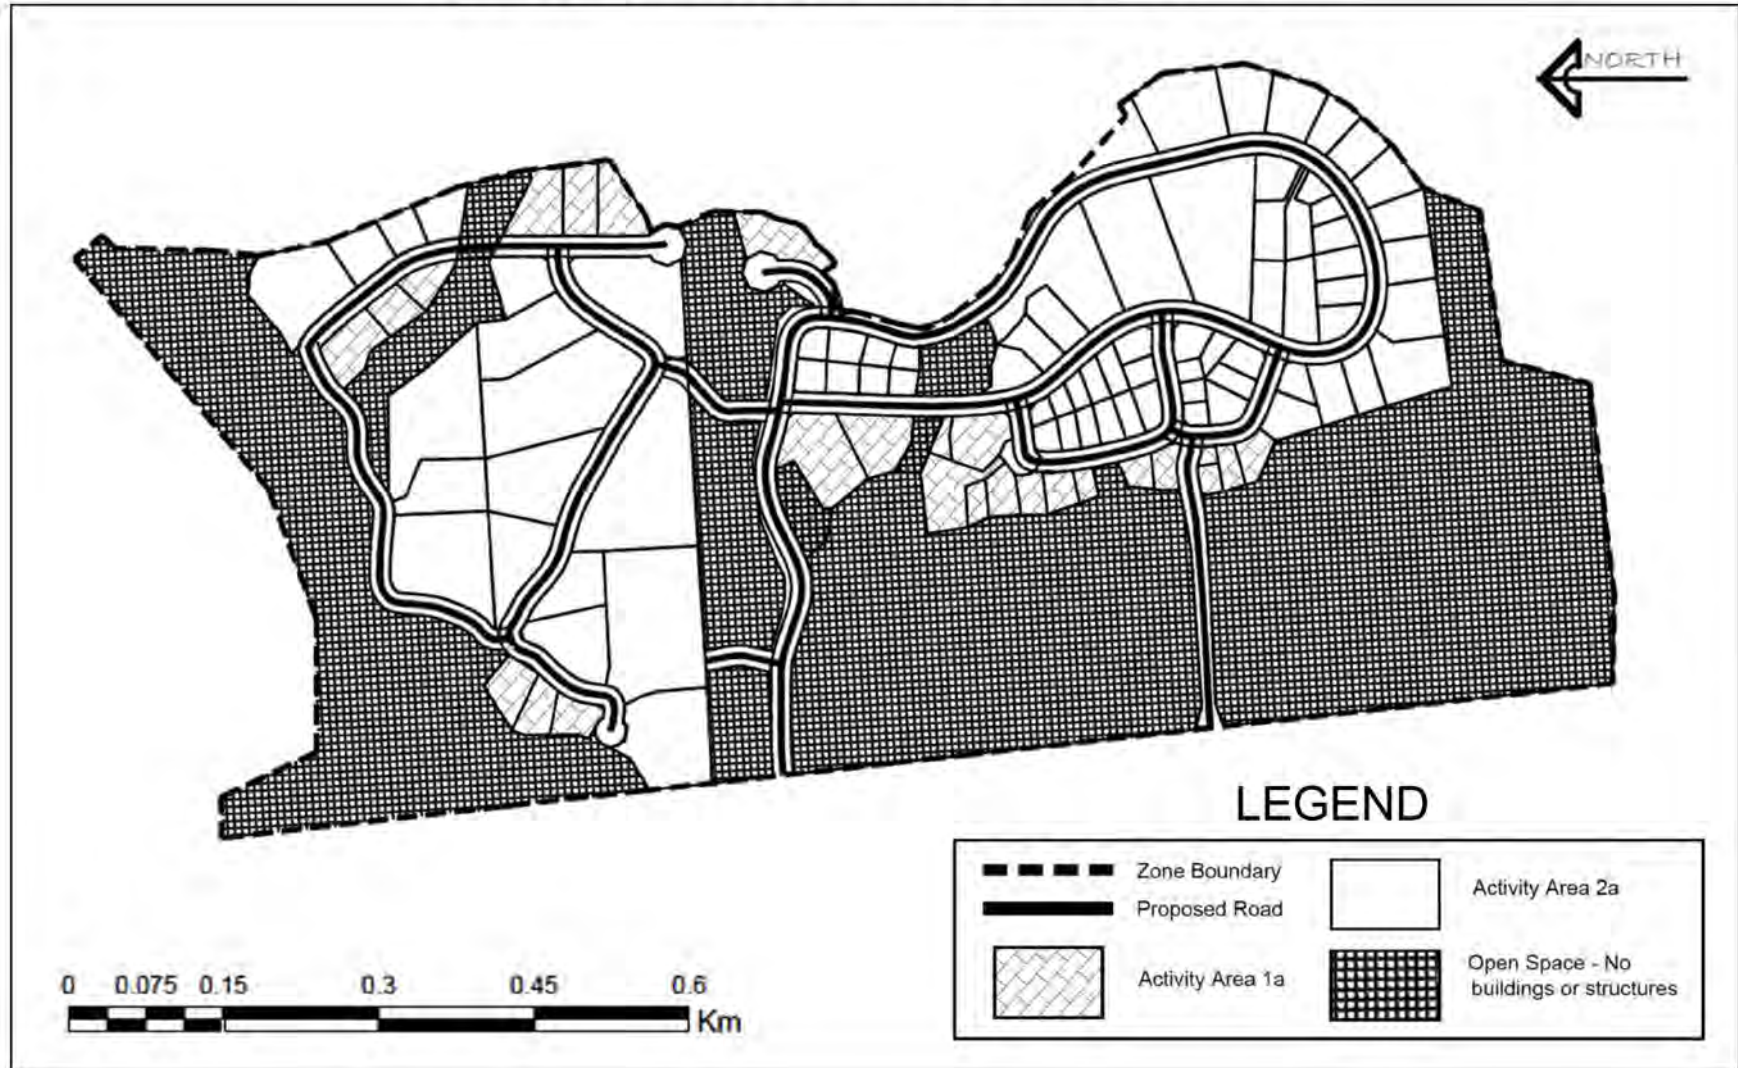 NORTH
LEGEND
Zone Boundary
Proposed Road
Activity Area 1a
Activity Area 2a
Open Space - No
buildings or structures
0 0.075 0.15 0.3 0.45 0.6
Km